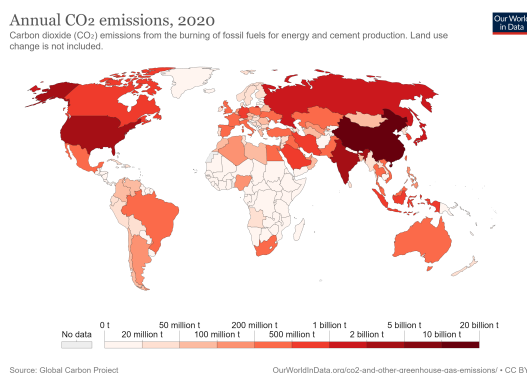 Annual CO₂ emissions, 2020
Our World
in Data
Carbon dioxide (CO₂) emissions from the burning of fossil fuels for energy and cement production. Land use
change is not included.
No data
0 t
50 million t
200 million t
1 billion t
5 billion t
20 billion t
20 million t
100 million t
500 million t
2 billion t
10 billion t
Source: Global Carbon Project
OurWorldInData.org/co2-and-other-greenhouse-gas-emissions/ • CC BY